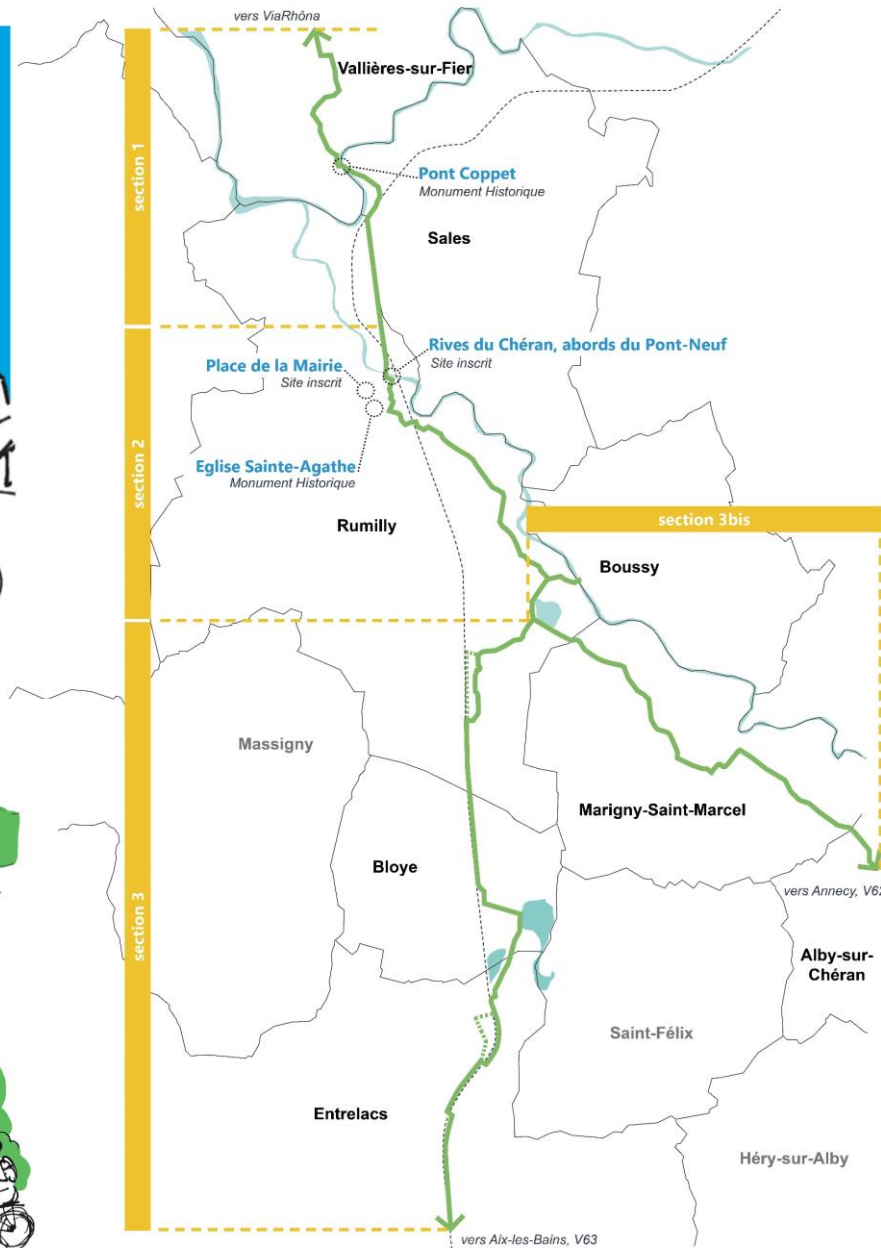 vers ViaRhôna
Vallières-sur-Fier
section 1
Pont Coppet
Monument Historique
Sales
Rives du Chéran, abords du Pont-Neuf
Site inscrit
Place de la Mairie
Site inscrit
section 2
Eglise Sainte-Agathe
Monument Historique
section 3bis
Rumilly
Boussy
Massigny
Marigny-Saint-Marcel
Bloye
vers Annecy, V62
section 3
Alby-sur-
Chéran
Saint-Félix
Entrelacs
Héry-sur-Alby
vers Aix-les-Bains, V63